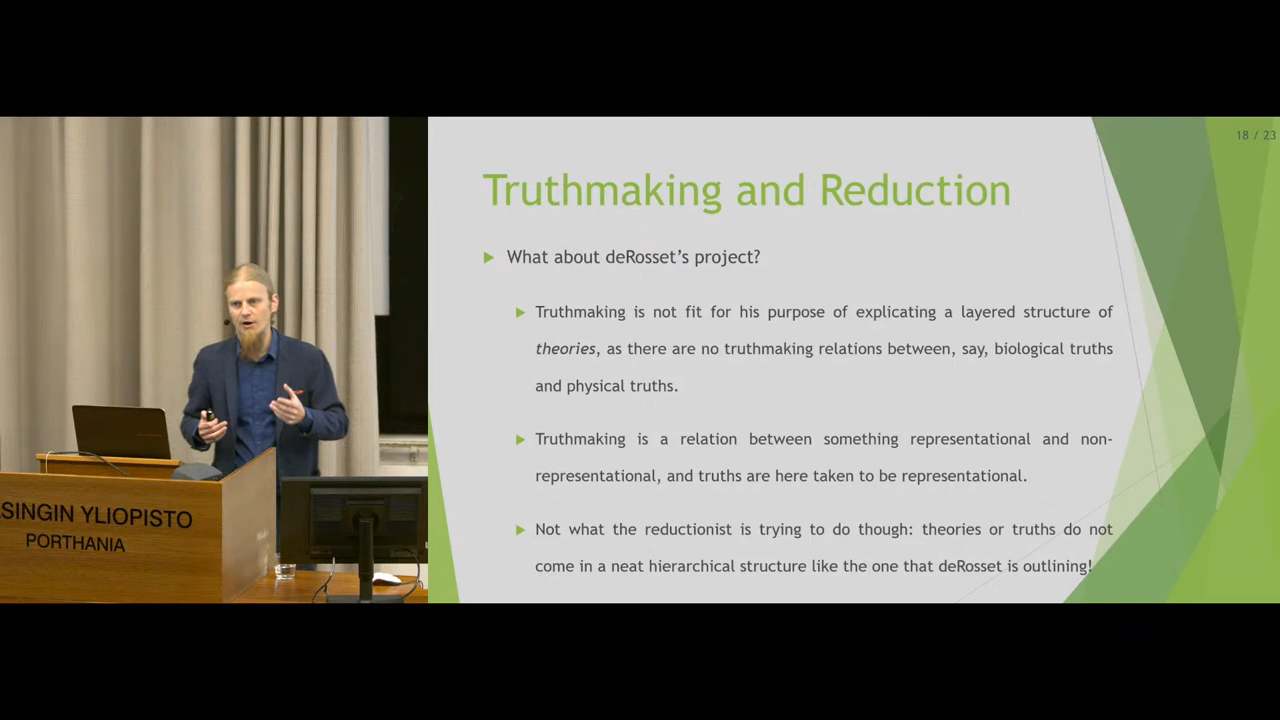 18 / 23
Truthmaking and Reduction
What about deRosset's project?
Truthmaking is not fit for his purpose of explicating a layered structure of
theories, as there are no truthmaking relations between, say, biological truths
and physical truths.
Truthmaking is a relation between something representational and non-
representational, and truths are here taken to be representational.
Not what the reductionist is trying to do though: theories or truths do not
come in a neat hierarchical structure like the one that deRosset is outlining!
SINGIN YLIOPISTO
PORTHANIA